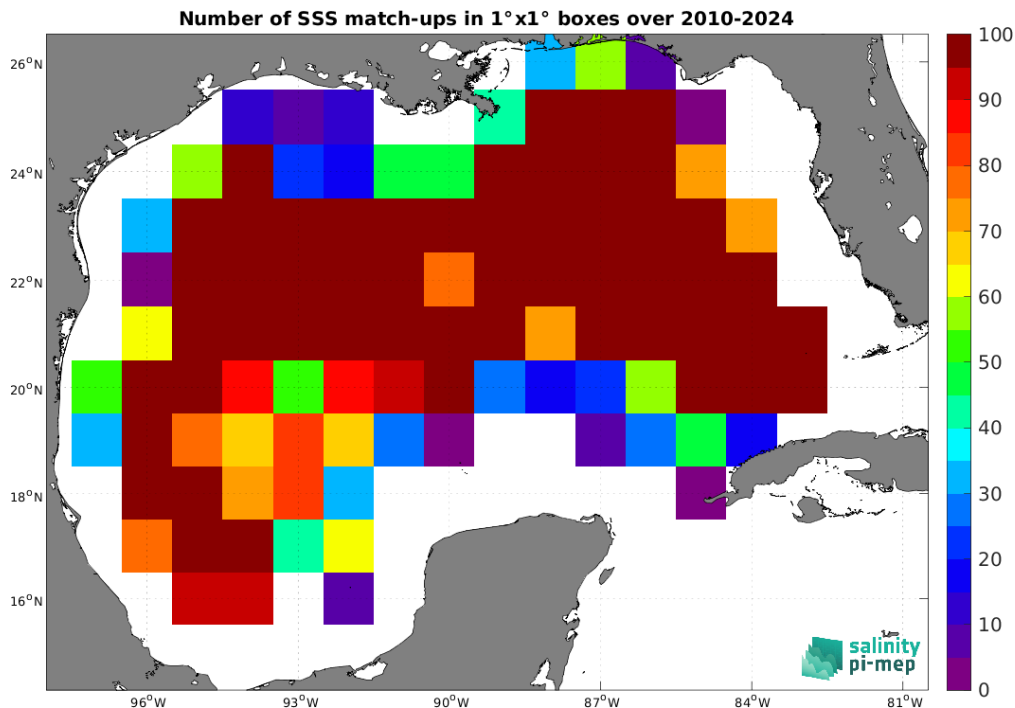 Number of SSS match-ups in 1°x1° boxes over 2010-2024
26°N
24°N
22°N
20°N
18°N
16°N
96°W
93°W
90°W
87°W
84°W
81°W
100
90
80
70
60
50
40
30
20
10
0
salinity
pi-mep